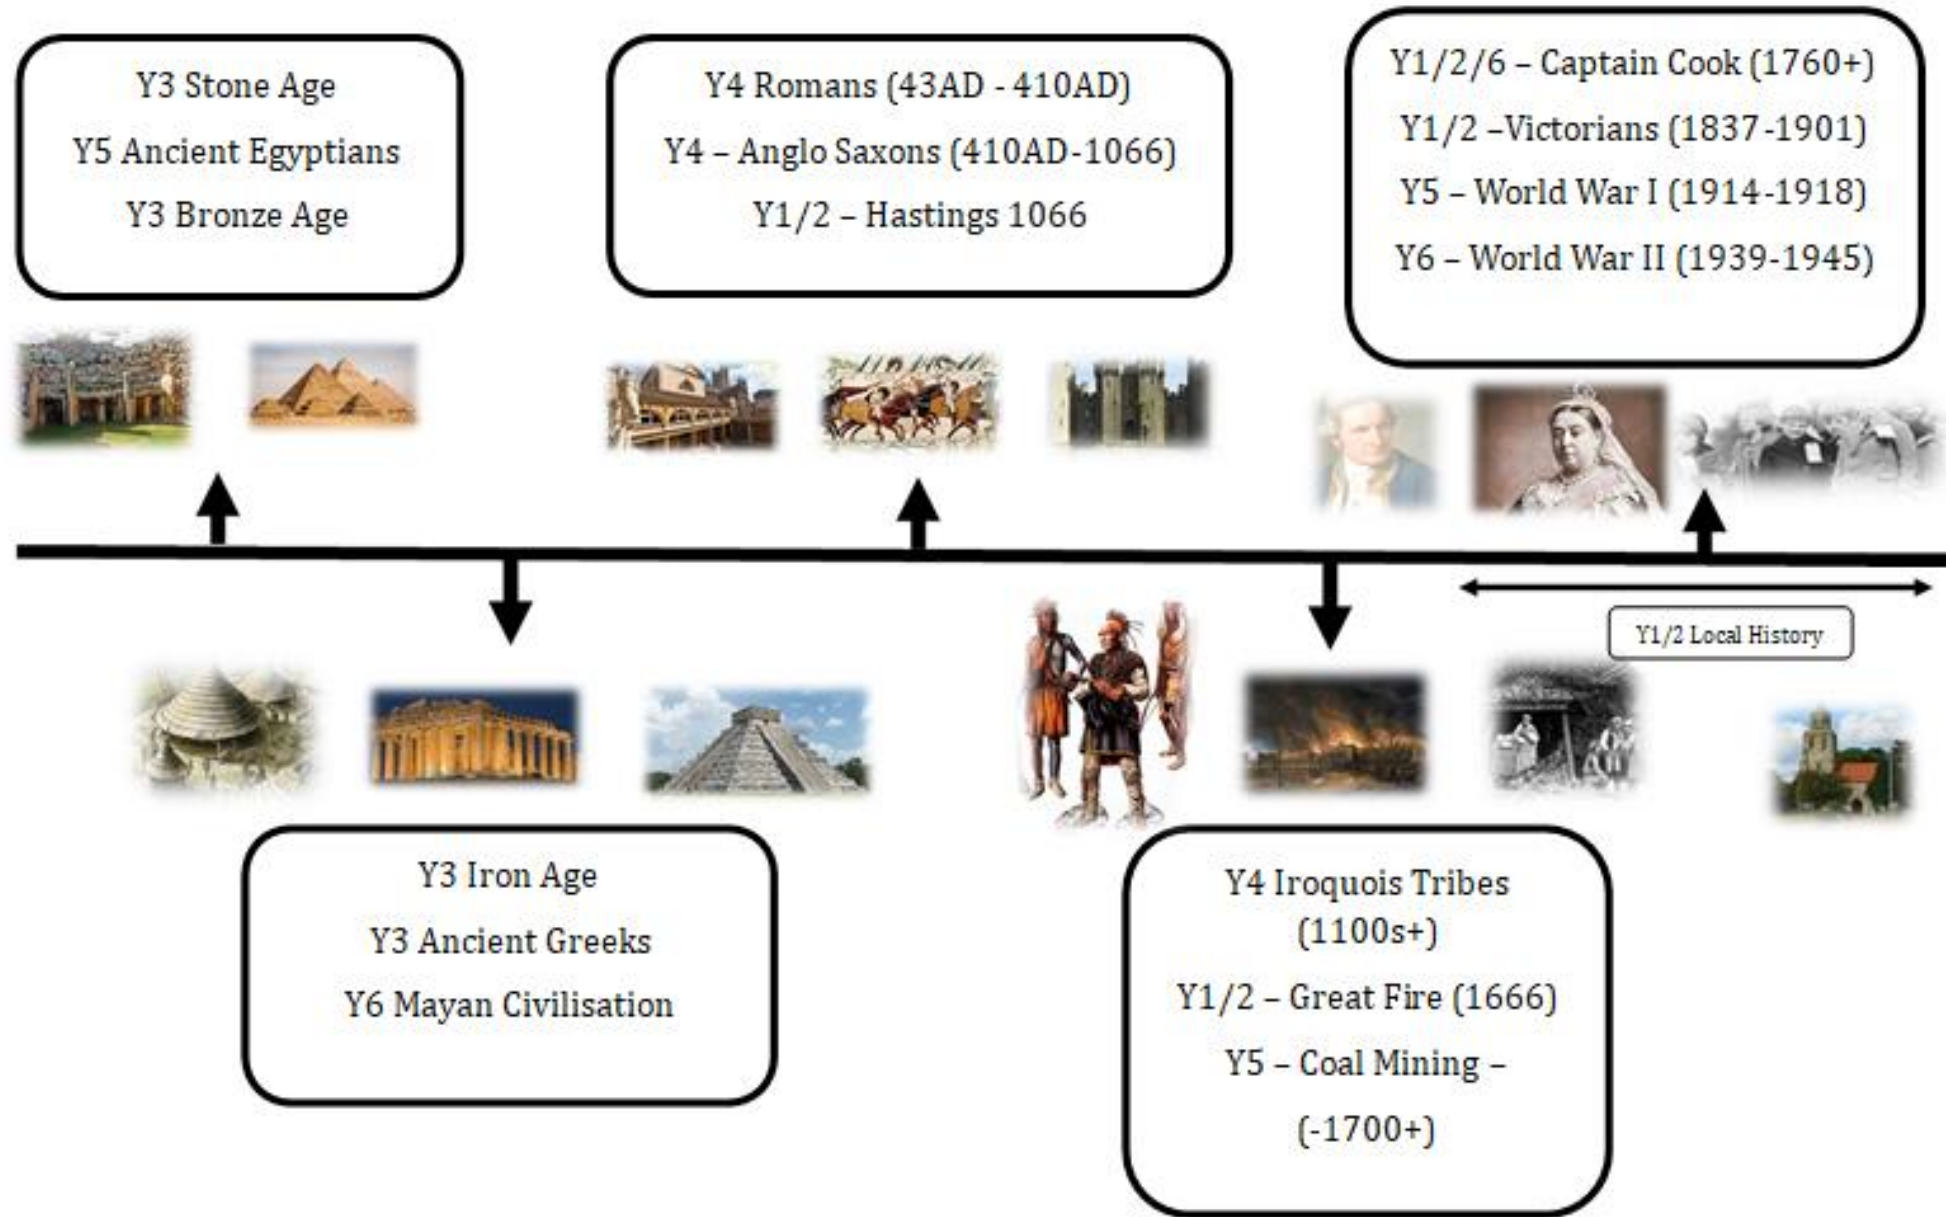 Y3 Stone Age
Y5 Ancient Egyptians
Y3 Bronze Age
Y4 Romans (43AD - 410AD)
Y4 – Anglo Saxons (410AD-1066)
Y1/2 – Hastings 1066
Y1/2/6 – Captain Cook (1760+)
Y1/2 –Victorians (1837-1901)
Y5 – World War I (1914-1918)
Y6 – World War II (1939-1945)
Y1/2 Local History
Y3 Iron Age
Y3 Ancient Greeks
Y6 Mayan Civilisation
Y4 Iroquois Tribes
(1100s+)
Y1/2 – Great Fire (1666)
Y5 – Coal Mining –
(-1700+)